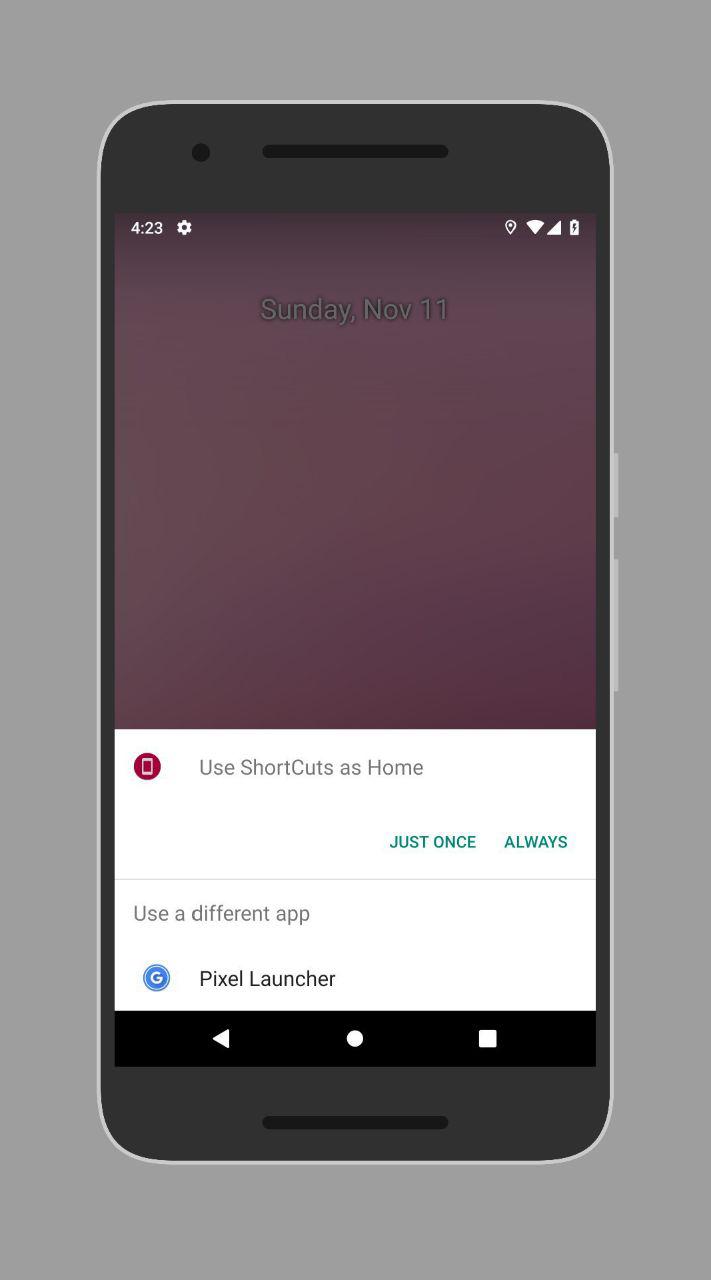 4:23
Sunday, Nov 11
Use ShortCuts as Home
JUST ONCE ALWAYS
Use a different app
G Pixel Launcher